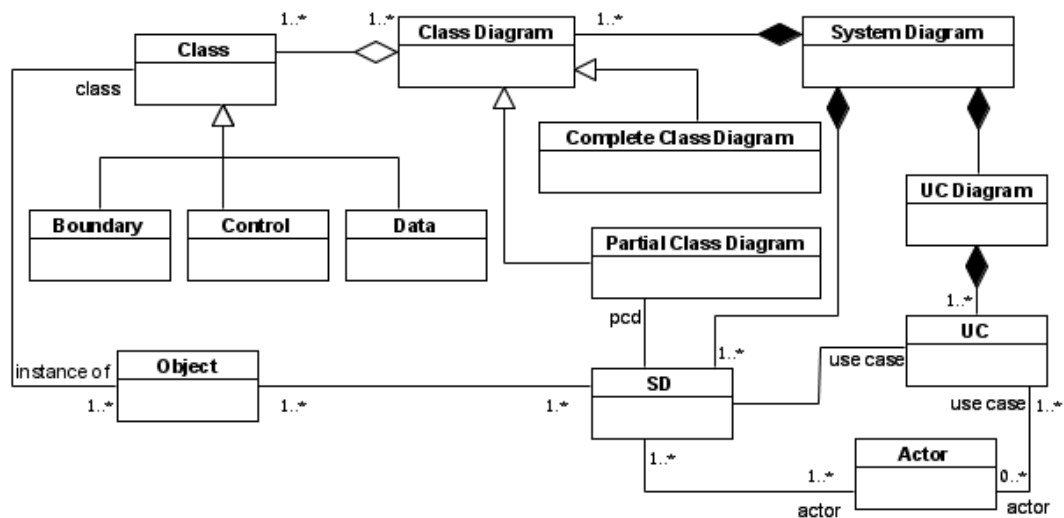 1..*
1..*
1..*
Class
Class Diagram
System Diagram
class
Complete Class Diagram
UC Diagram
Boundary
Control
Data
Partial Class Diagram
1..*
pcd
UC
1..*
use case
instance of
Object
SD
use case
1..*
1..*
1..*
1.*
1..*
Actor
1..*
0..*
actor
actor